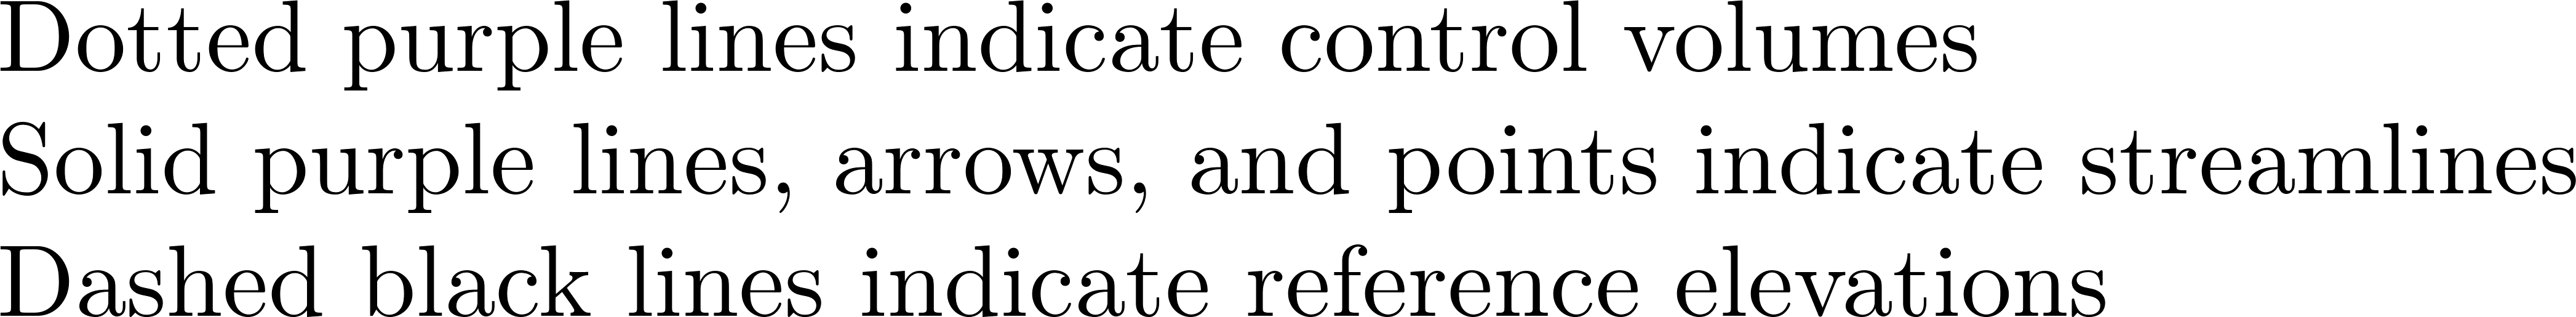 Dotted purple lines indicate control volumes
Solid purple lines, arrows, and points indicate streamlines
Dashed black lines indicate reference elevations